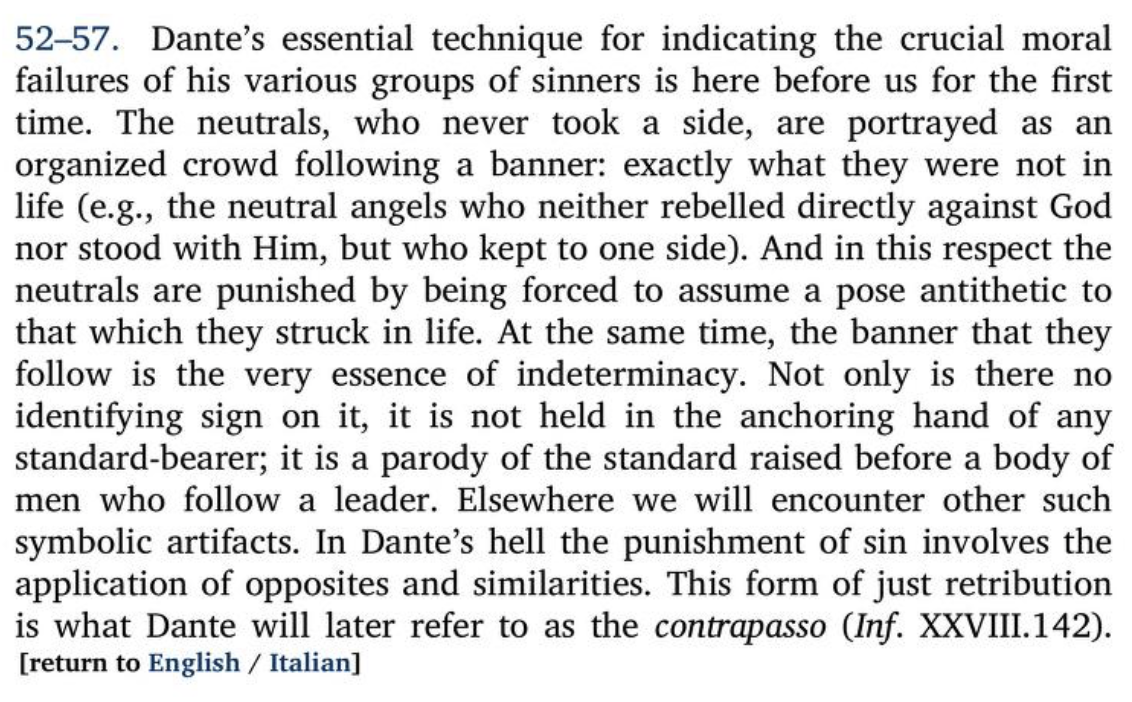 52–57. Dante’s essential technique for indicating the crucial moral
failures of his various groups of sinners is here before us for the first
time. The neutrals, who never took a side, are portrayed as an
organized crowd following a banner: exactly what they were not in
life (e.g., the neutral angels who neither rebelled directly against God
nor stood with Him, but who kept to one side). And in this respect the
neutrals are punished by being forced to assume a pose antithetic to
that which they struck in life. At the same time, the banner that they
follow is the very essence of indeterminacy. Not only is there no
identifying sign on it, it is not held in the anchoring hand of any
standard-bearer; it is a parody of the standard raised before a body of
men who follow a leader. Elsewhere we will encounter other such
symbolic artifacts. In Dante’s hell the punishment of sin involves the
application of opposites and similarities. This form of just retribution
is what Dante will later refer to as the contrapasso (Inf. XXVIII.142).
[return to English / Italian]